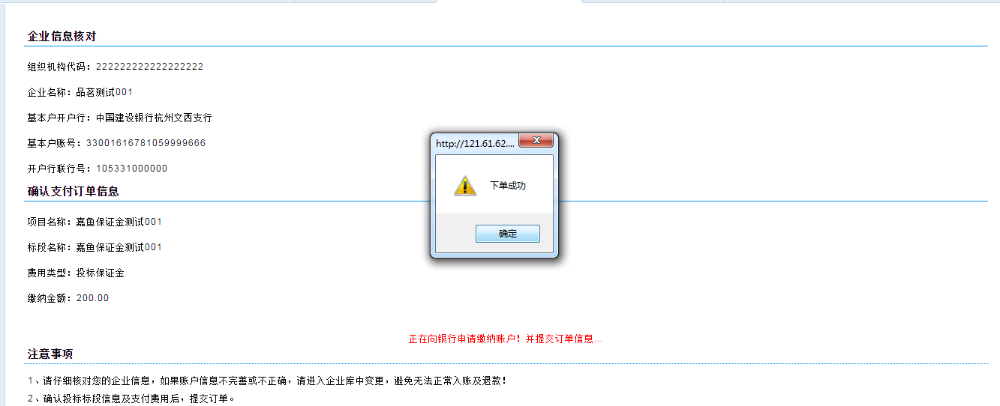 企业信息核对
组织机构代码：222222222222222222
企业名称：品茗测试001
基本户开户行：中国建设银行杭州文西支行
基本户账号：33001616781059999666
开户行联行号：105331000000
确认支付订单信息
项目名称：嘉鱼保证金测试001
标段名称：嘉鱼保证金测试001
费用类型：投标保证金
缴纳金额：200.00
http://121.61.62....
下单成功
确定
正在向银行申请缴纳账户！并提交订单信息...
注意事项
1、请仔细核对您的企业信息，如果账户信息不完善或不正确，请进入企业库中变更，避免无法正常入账及退款！
2、确认投标标段信息及支付费用后，提交订单。